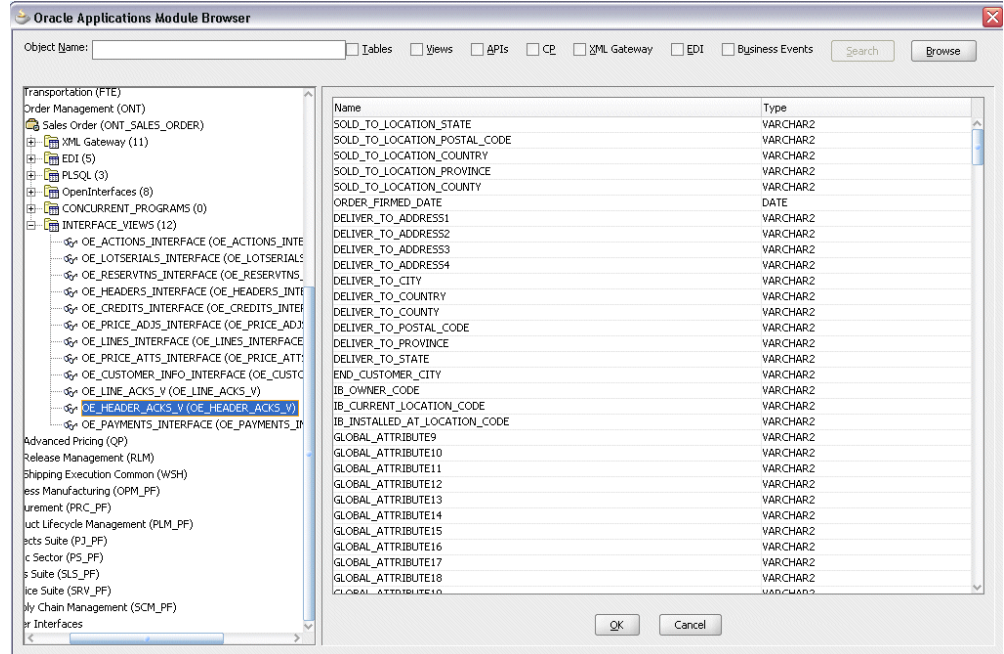 Oracle Applications Module Browser
Object Name: Tables Views APIs CP XML Gateway EDI Business Events Search Browse
Transportation (FTE)
Order Management (ONT)
Sales Order (ONT_SALES_ORDER)
XML Gateway (11)
EDI (5)
PLSQL (3)
OpenInterfaces (8)
CONCURRENT_PROGRAMS (0)
INTERFACE_VIEWS (12)
OE_ACTIONS_INTERFACE (OE_ACTIONS_INTE
OE_LOTSERIALS_INTERFACE (OE_LOTSERIALS
OE_RESERVTNS_INTERFACE (OE_RESERVTNS_
OE_HEADERS_INTERFACE (OE_HEADERS_INTE
OE_CREDITS_INTERFACE (OE_CREDITS_INTEF
OE_PRICE_ADJS_INTERFACE (OE_PRICE_ADJS
OE_LINES_INTERFACE (OE_LINES_INTERFACE
OE_PRICE_ATTS_INTERFACE (OE_PRICE_ATTS
OE_CUSTOMER_INFO_INTERFACE (OE_CUSTO
OE_LINE_ACKS_V (OE_LINE_ACKS_V)
OE_HEADER_ACKS_V (OE_HEADER_ACKS_V)
OE_PAYMENTS_INTERFACE (OE_PAYMENTS_IN
Advanced Pricing (QP)
Release Management (RLM)
Shipping Execution Common (WSH)
ess Manufacturing (OPM_PF)
urement (PRC_PF)
uct Lifecycle Management (PLM_PF)
ects Suite (PJ_PF)
c Sector (PS_PF)
s Suite (SLS_PF)
ice Suite (SRV_PF)
ly Chain Management (SCM_PF)
er Interfaces
Name Type
SOLD_TO_LOCATION_STATE VARCHAR2
SOLD_TO_LOCATION_POSTAL_CODE VARCHAR2
SOLD_TO_LOCATION_COUNTRY VARCHAR2
SOLD_TO_LOCATION_PROVINCE VARCHAR2
SOLD_TO_LOCATION_COUNTY VARCHAR2
ORDER_FIRMED_DATE DATE
DELIVER_TO_ADDRESS1 VARCHAR2
DELIVER_TO_ADDRESS2 VARCHAR2
DELIVER_TO_ADDRESS3 VARCHAR2
DELIVER_TO_ADDRESS4 VARCHAR2
DELIVER_TO_CITY VARCHAR2
DELIVER_TO_COUNTRY VARCHAR2
DELIVER_TO_COUNTY VARCHAR2
DELIVER_TO_POSTAL_CODE VARCHAR2
DELIVER_TO_PROVINCE VARCHAR2
DELIVER_TO_STATE VARCHAR2
END_CUSTOMER_CITY VARCHAR2
IB_OWNER_CODE VARCHAR2
IB_CURRENT_LOCATION_CODE VARCHAR2
IB_INSTALLED_AT_LOCATION_CODE VARCHAR2
GLOBAL_ATTRIBUTE9 VARCHAR2
GLOBAL_ATTRIBUTE10 VARCHAR2
GLOBAL_ATTRIBUTE11 VARCHAR2
GLOBAL_ATTRIBUTE12 VARCHAR2
GLOBAL_ATTRIBUTE13 VARCHAR2
GLOBAL_ATTRIBUTE14 VARCHAR2
GLOBAL_ATTRIBUTE15 VARCHAR2
GLOBAL_ATTRIBUTE16 VARCHAR2
GLOBAL_ATTRIBUTE17 VARCHAR2
GLOBAL_ATTRIBUTE18 VARCHAR2
GLOBAL_ATTRIBUTE19 VARCHAR2
OK Cancel